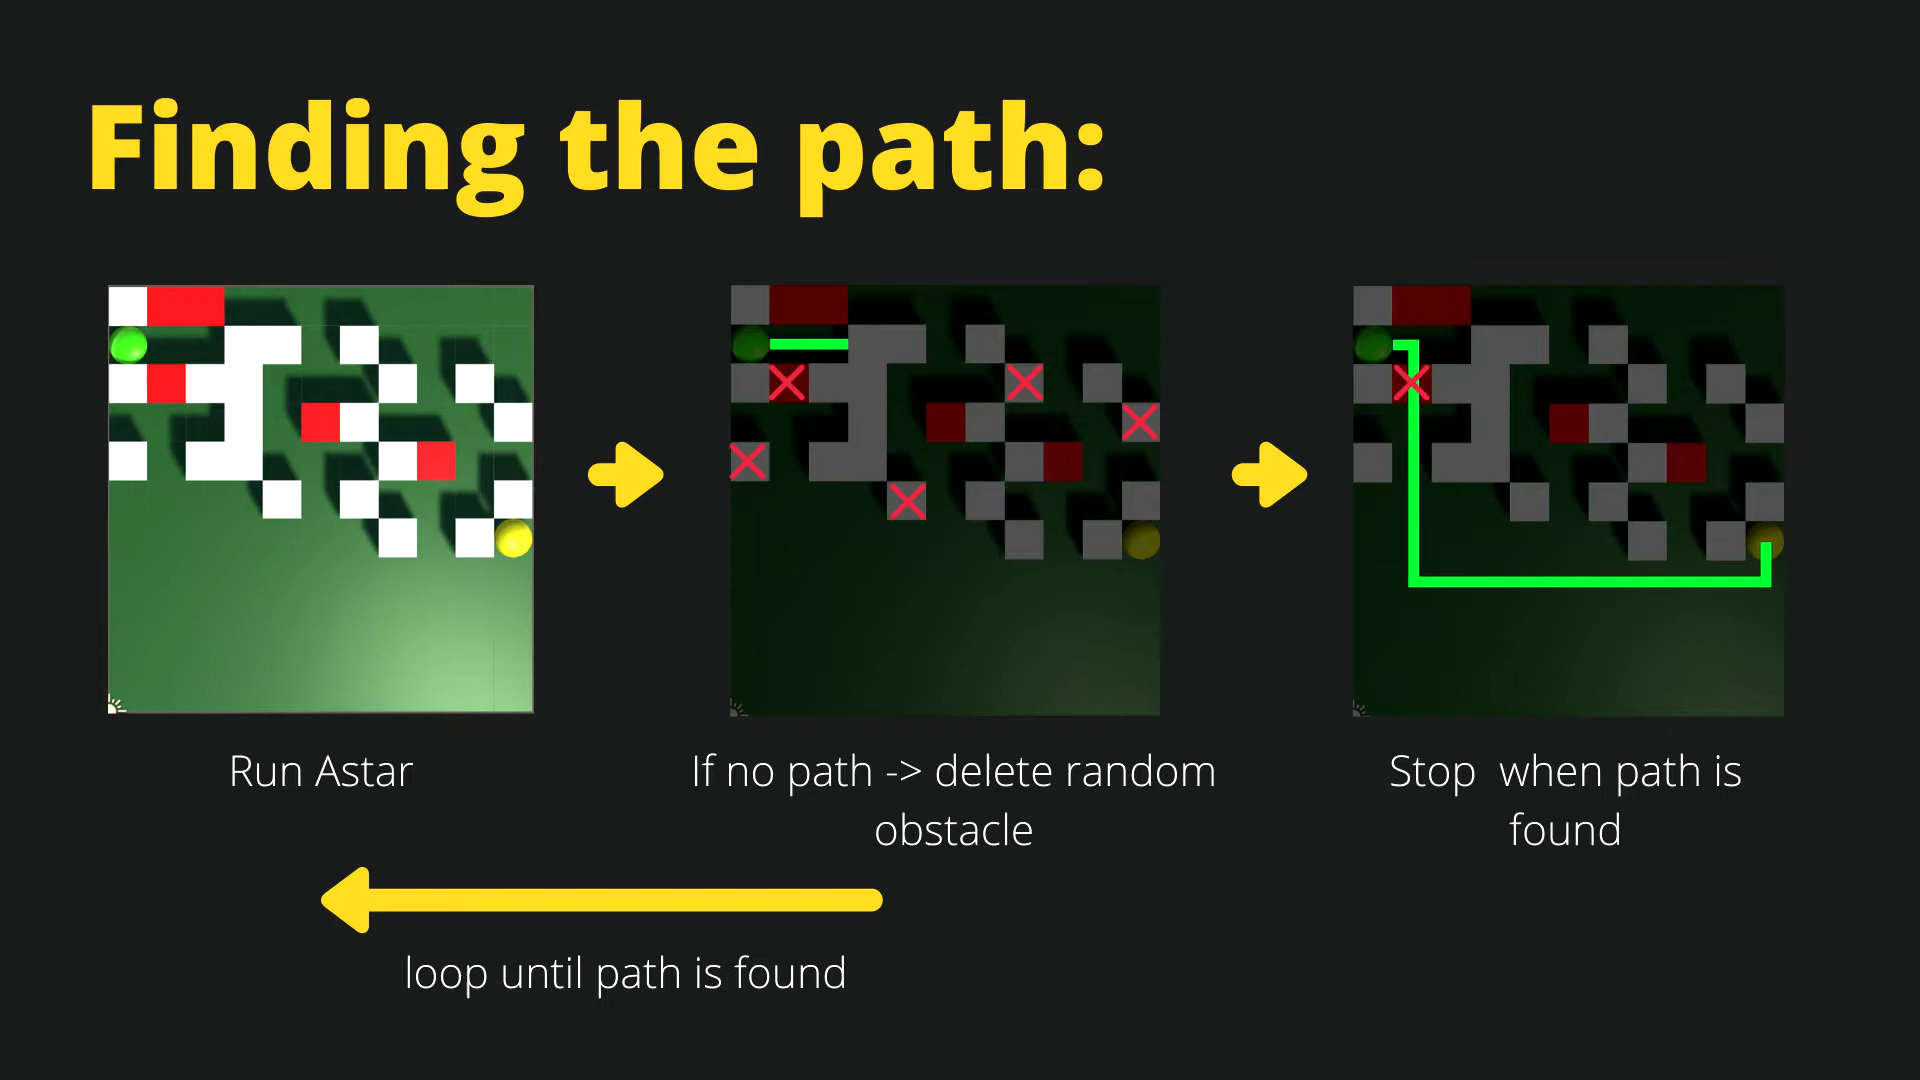 Finding the path:
Run Astar
If no path -> delete random
obstacle
Stop  when path is
found
loop until path is found